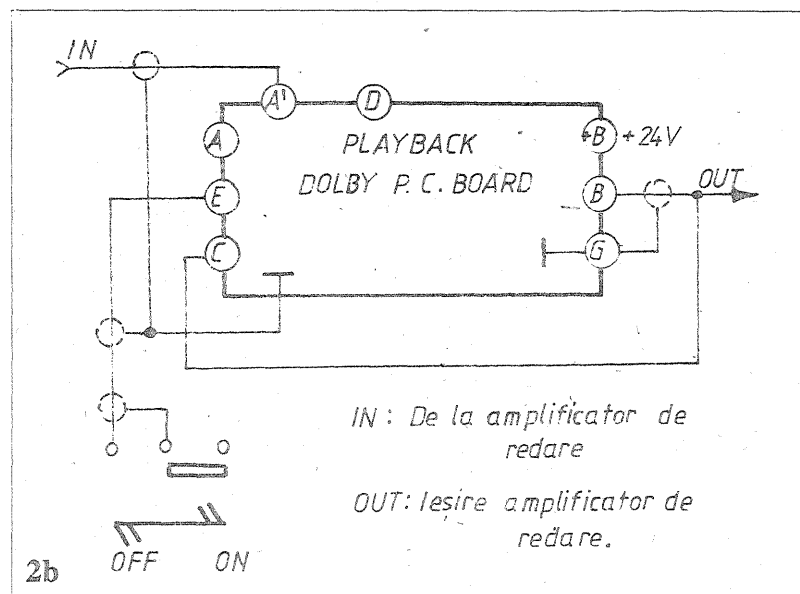 IN
A' D
A PLAYBACK +B +24V
E DOLBY P. C. BOARD B OUT
C G
IN : De la amplificator de
redare
OUT: Ieșire amplificator de
redare.
OFF ON
2b